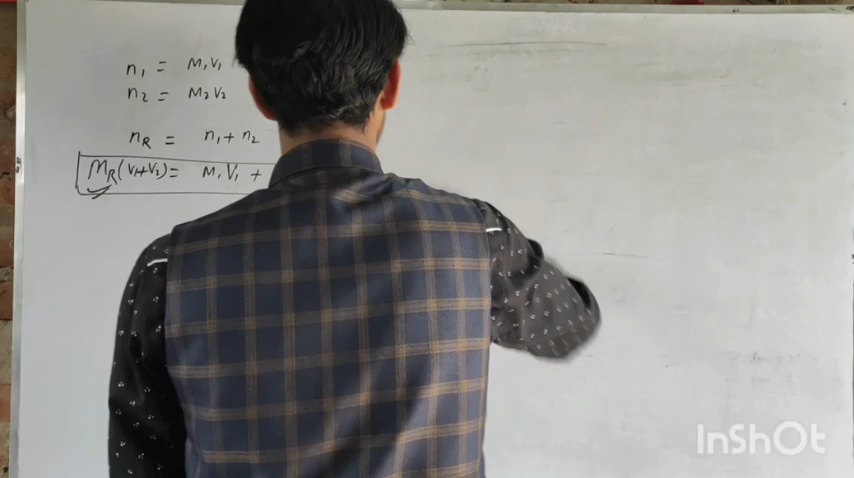 n₁ = M₁V₁
n₂ = M₂V₂
n_R = n₁ + n₂
M_R(V₁+V₂) = M₁V₁ +
InShOt